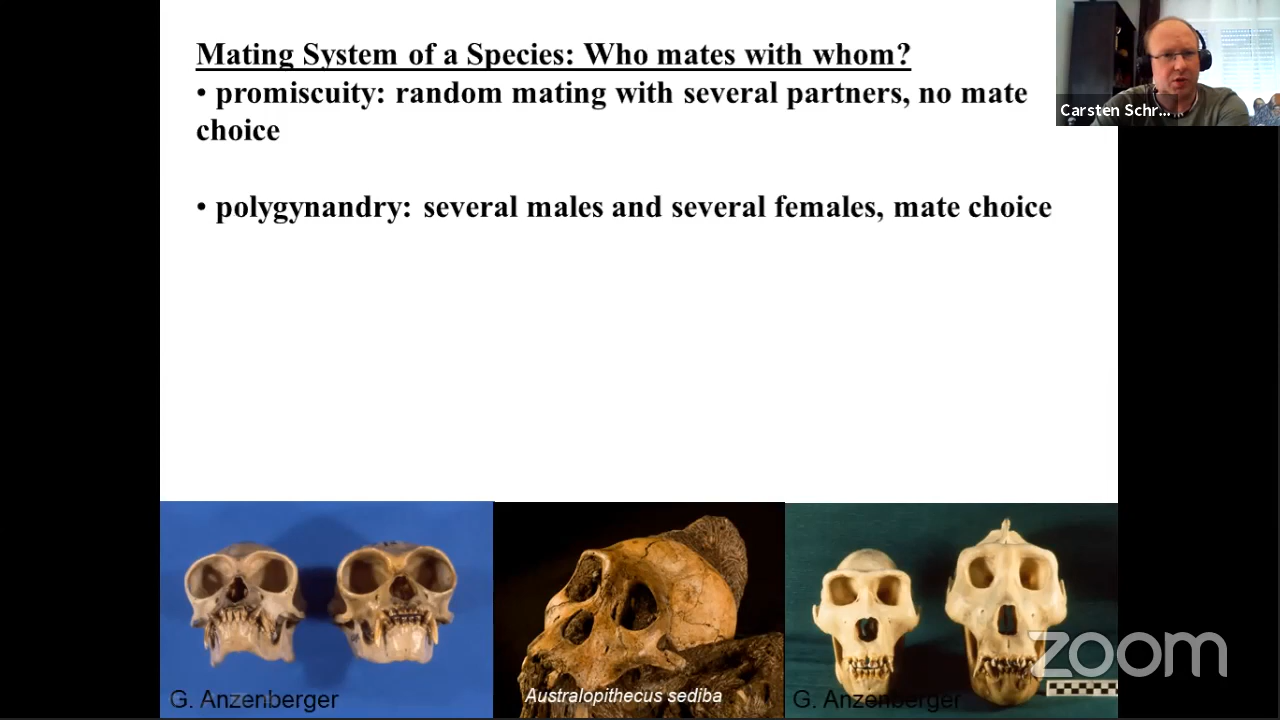 Mating System of a Species: Who mates with whom?
• promiscuity: random mating with several partners, no mate
choice
• polygynandry: several males and several females, mate choice
Carsten Schr...
G. Anzenberger
Australopithecus sediba
G. Anzenberger
zoom